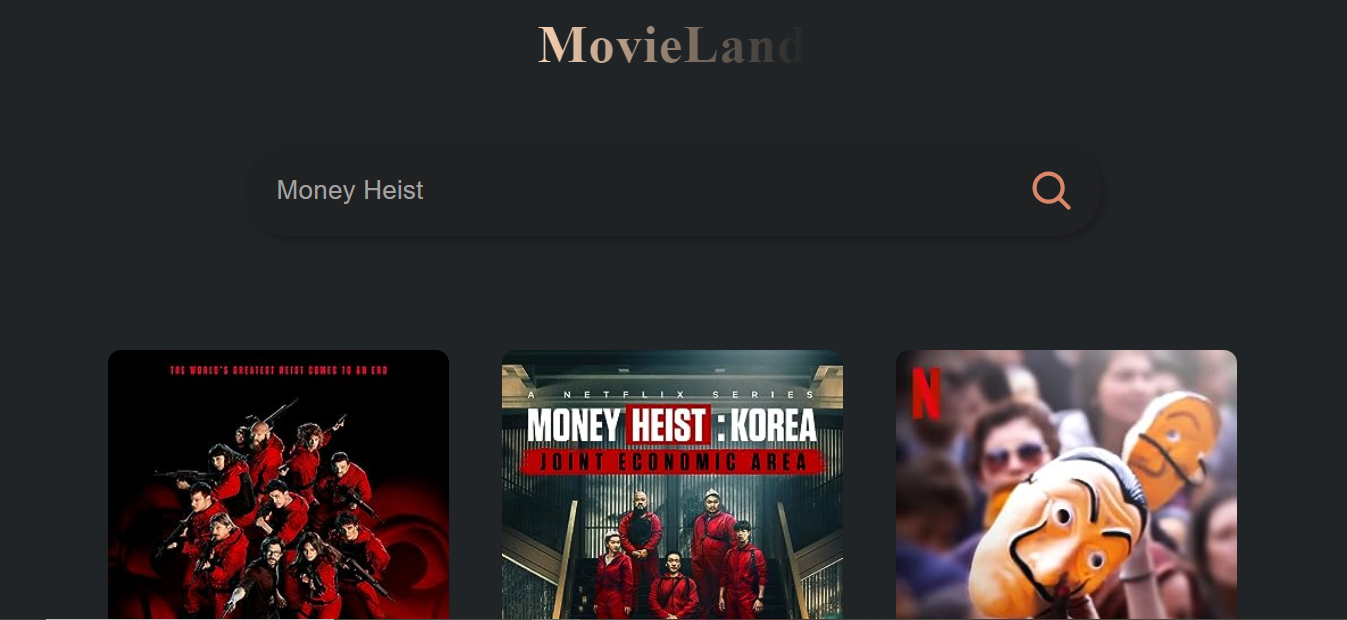 MovieLand
Money Heist
THE WORLD'S GREATEST HEIST COMES TO AN END
A NETFLIX SERIES
MONEY HEIST : KOREA
JOINT ECONOMIC AREA
N